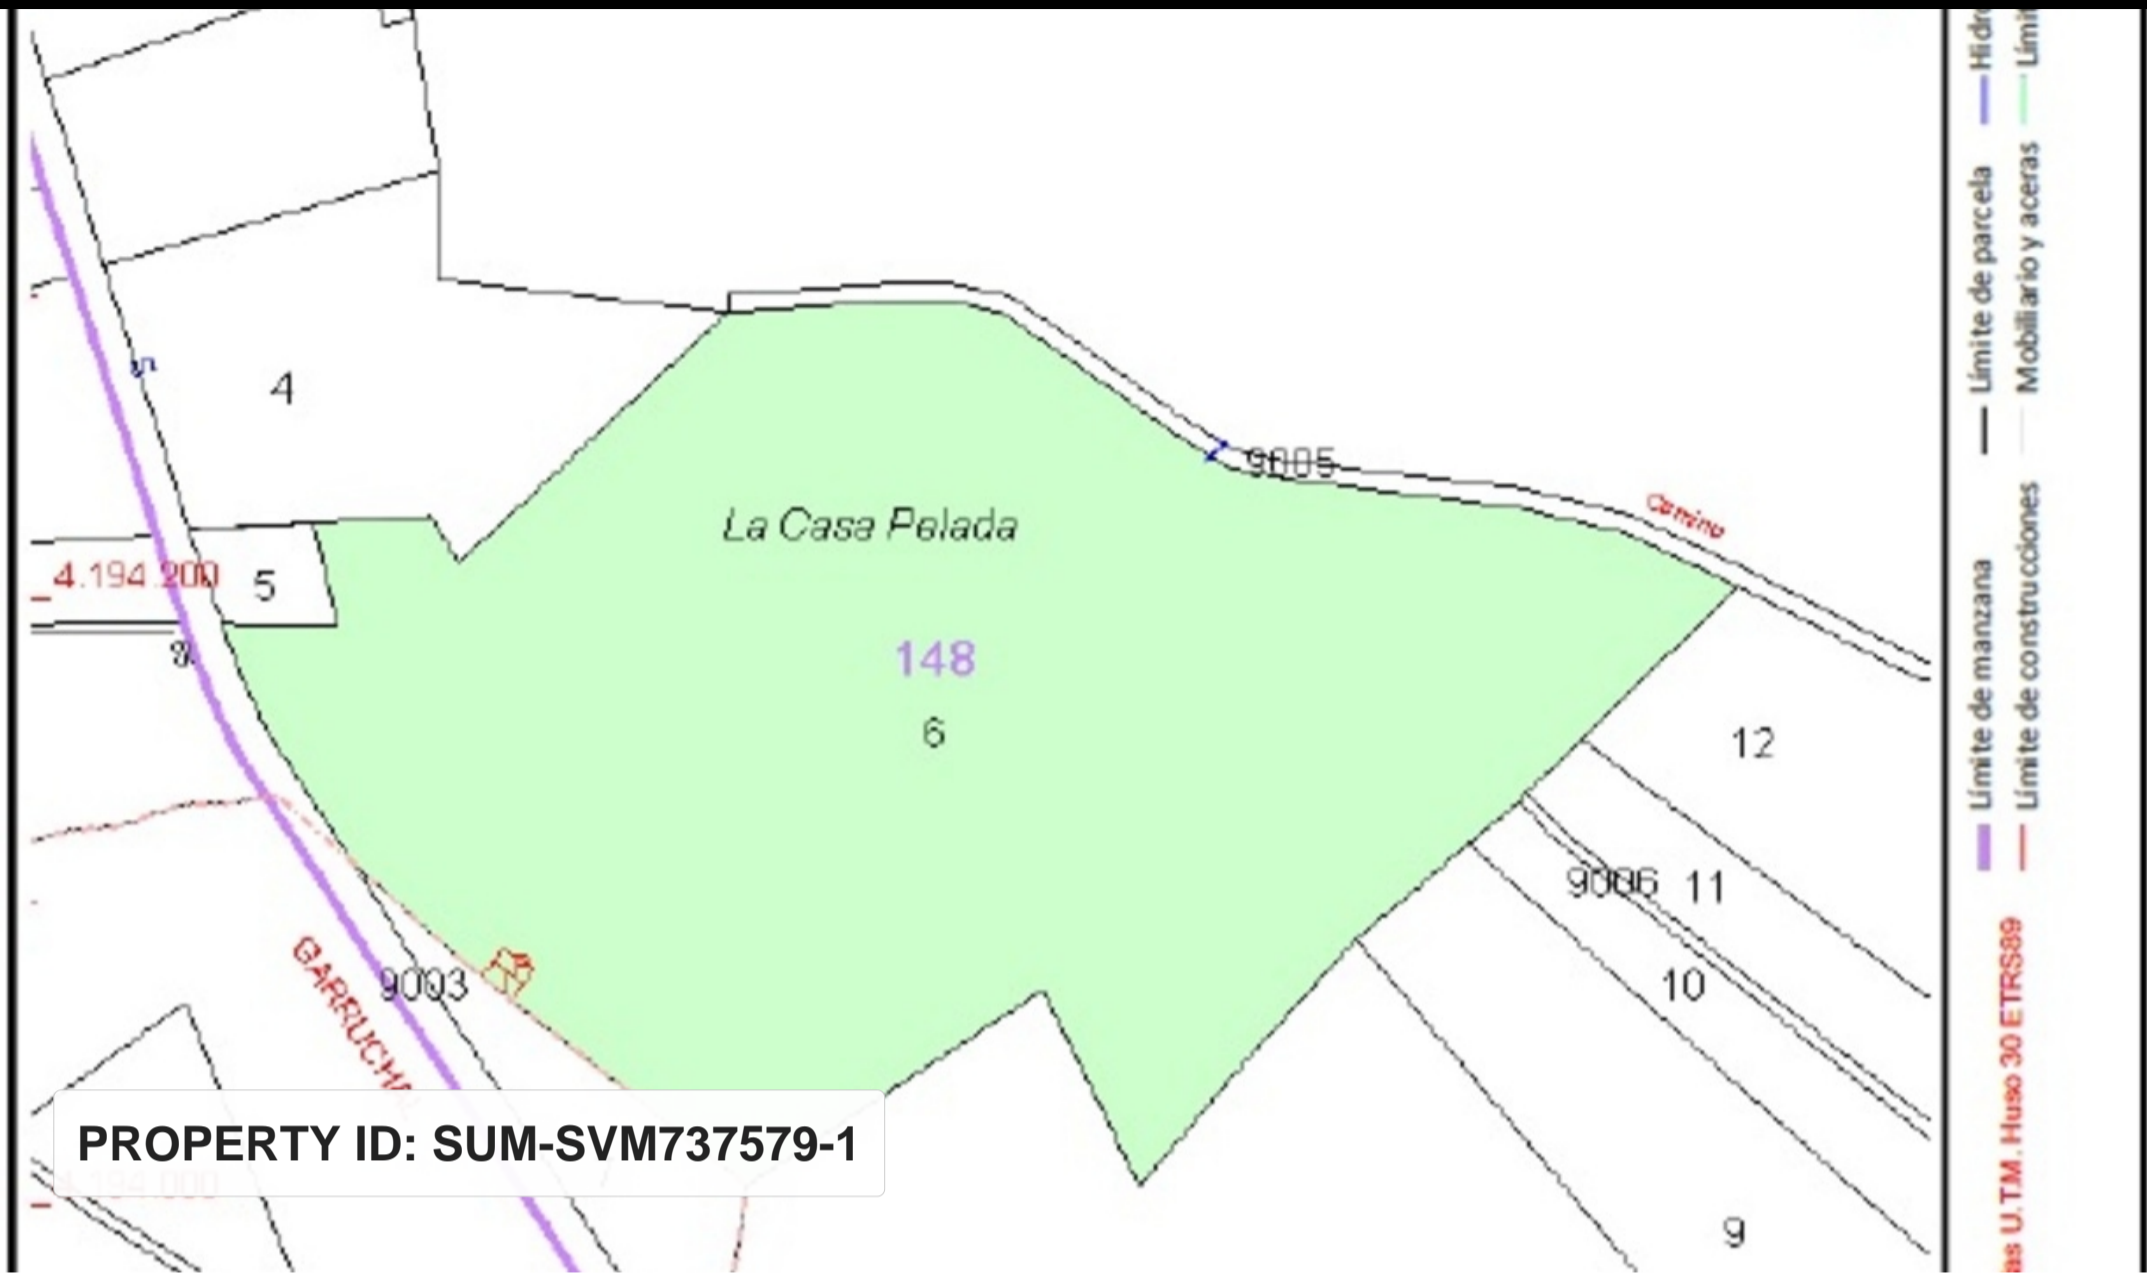 5
4
9005
Camino
La Casa Pelada
4.194.200
5
148
6
12
9006
11
10
9003
GARRUCHA
9
PROPERTY ID: SUM-SVM737579-1
4.194.000
Límite de manzana
Límite de parcela
Límite de construcciones
Mobiliario y aceras
U.T.M. Huso 30 ETRS89